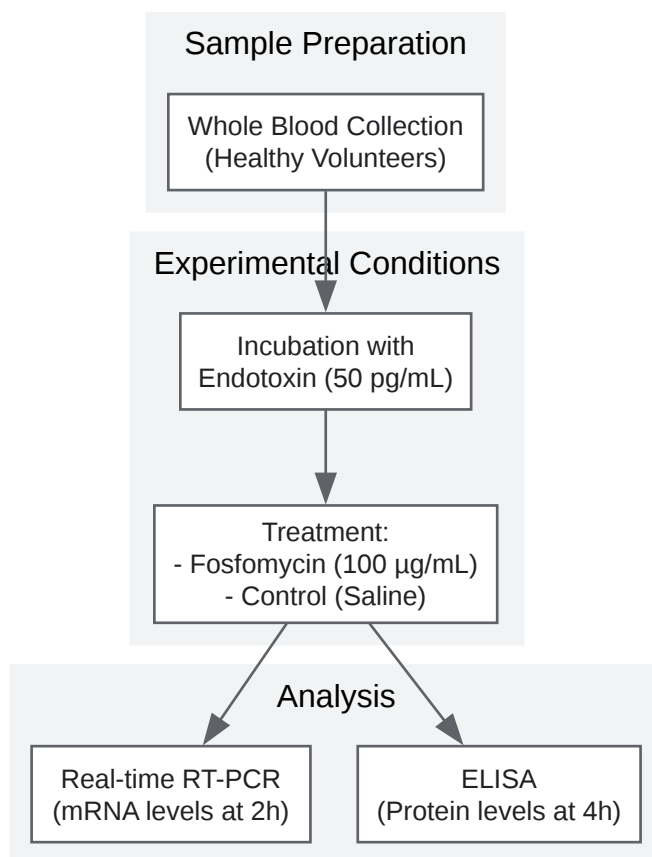 Sample Preparation
Whole Blood Collection
(Healthy Volunteers)
Experimental Conditions
Incubation with
Endotoxin (50 pg/mL)
Treatment:
- Fosfomycin (100 µg/mL)
- Control (Saline)
Analysis
Real-time RT-PCR
(mRNA levels at 2h)
ELISA
(Protein levels at 4h)